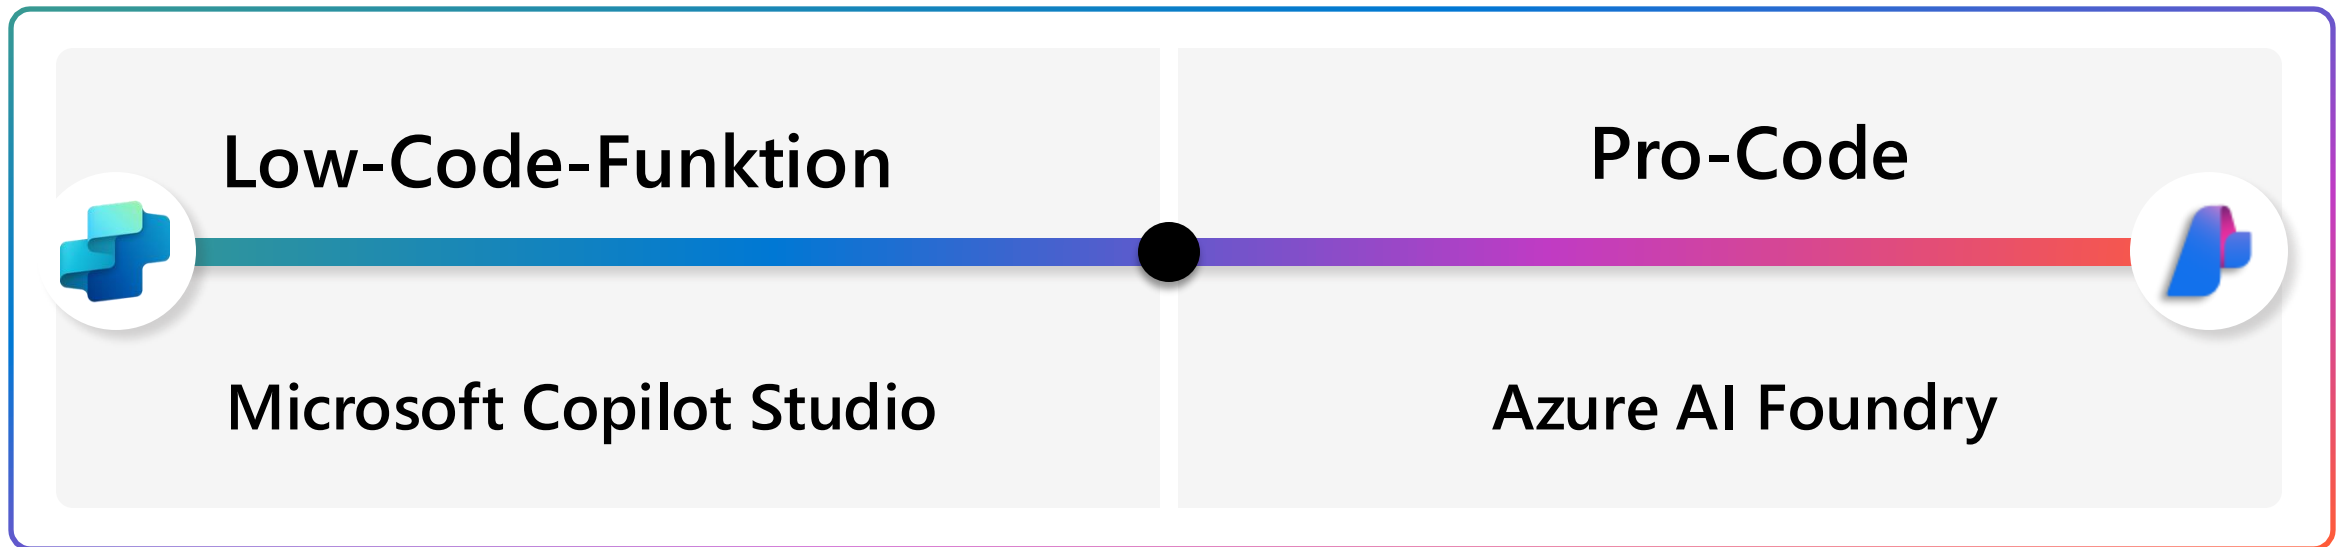 Low-Code-Funktion
Pro-Code
Microsoft Copilot Studio
Azure AI Foundry